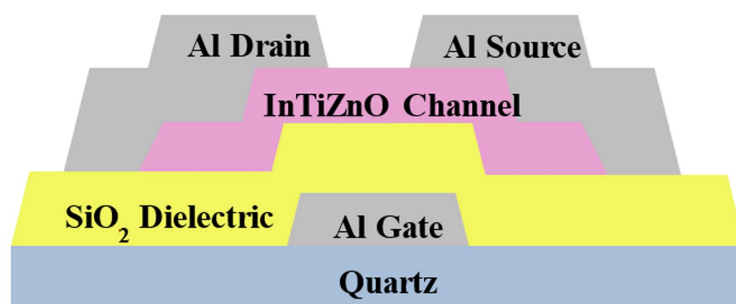 Al Drain
Al Source
InTiZnO Channel
SiO₂ Dielectric
Al Gate
Quartz